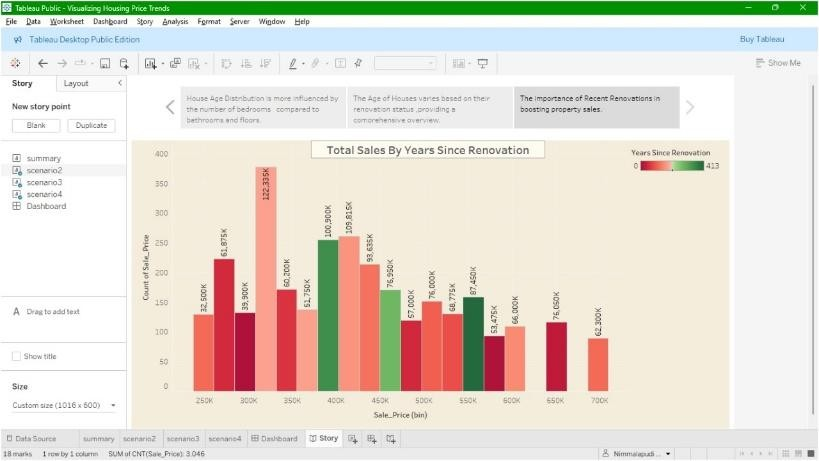 Tableau Public - Visualizing Housing Price Trends
File Data Worksheet Dashboard Story Analysis Format Server Window Help
Tableau Desktop Public Edition
Buy Tableau
Show Me
Story Layout
New story point
Blank Duplicate
summary
scenario2
scenario3
scenario4
Dashboard
Drag to add text
Show title
Size
Custom size (1016 x 600)
House Age Distribution is more influenced by
the number of bedrooms compared to
bathrooms and floors.
The Age of Houses varies based on their
renovation status ,providing a
comprehensive overview.
The importance of Recent Renovations in
boosting property sales.
Total Sales By Years Since Renovation
Years Since Renovation
0 413
Count of Sale_Price
400
350
300
250
200
150
100
50
0
32,500K
61,875K
39,900K
122,335K
60,200K
51,750K
100,900K
109,815K
93,635K
76,950K
57,000K
76,000K
68,775K
87,450K
53,475K
66,000K
76,050K
62,300K
250K 300K 350K 400K 450K 500K 550K 600K 650K 700K
Sale_Price (bin)
Data Source summary scenario2 scenario3 scenario4 Dashboard Story
18 marks 1 row by 1 column SUM of CNT(Sale_Price): 3,046
Nimmalapudi ...